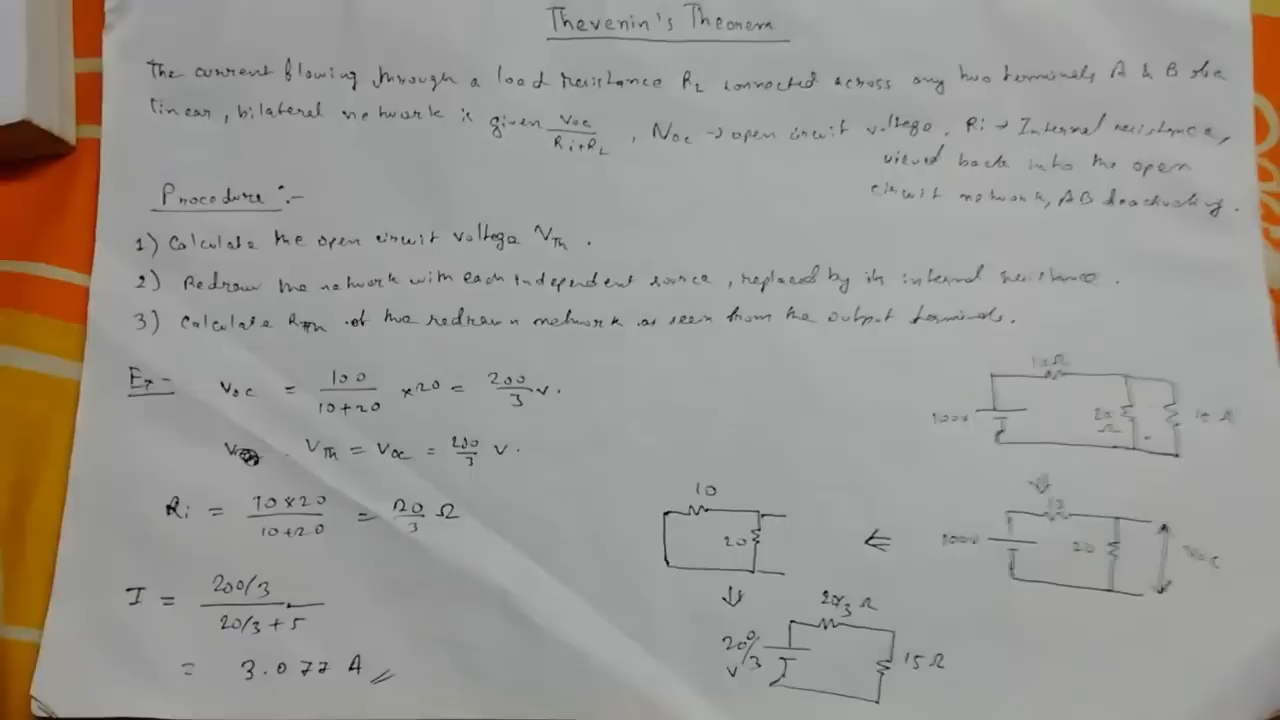 Thevenin's Theorem
The current flowing through a load resistance RL connected across any two terminals A & B of a
linear, bilateral network is given Voc / Ri+RL , Voc → open circuit voltage. Ri → Internal resistance,
viewed back into the open
circuit network, AB deactivating.
Procedure :-
1) Calculate the open circuit voltage VTh .
2) Redraw the network with each independent source, replaced by its internal resistance .
3) Calculate RTh of the redrawn network as seen from the output terminals.
Ex -
Voc = 100 / 10+20 ×20 = 200/3 v.
VTh = Voc = 200/3 V.
Ri = 10×20 / 10+20 = 20/3 Ω
I = 200/3 / 20/3 + 5
= 3.077 A
10Ω
100v
20 Ω
10
100v
20
Voc
⇐
10
20
20/3 Ω
200/3 V
15 Ω